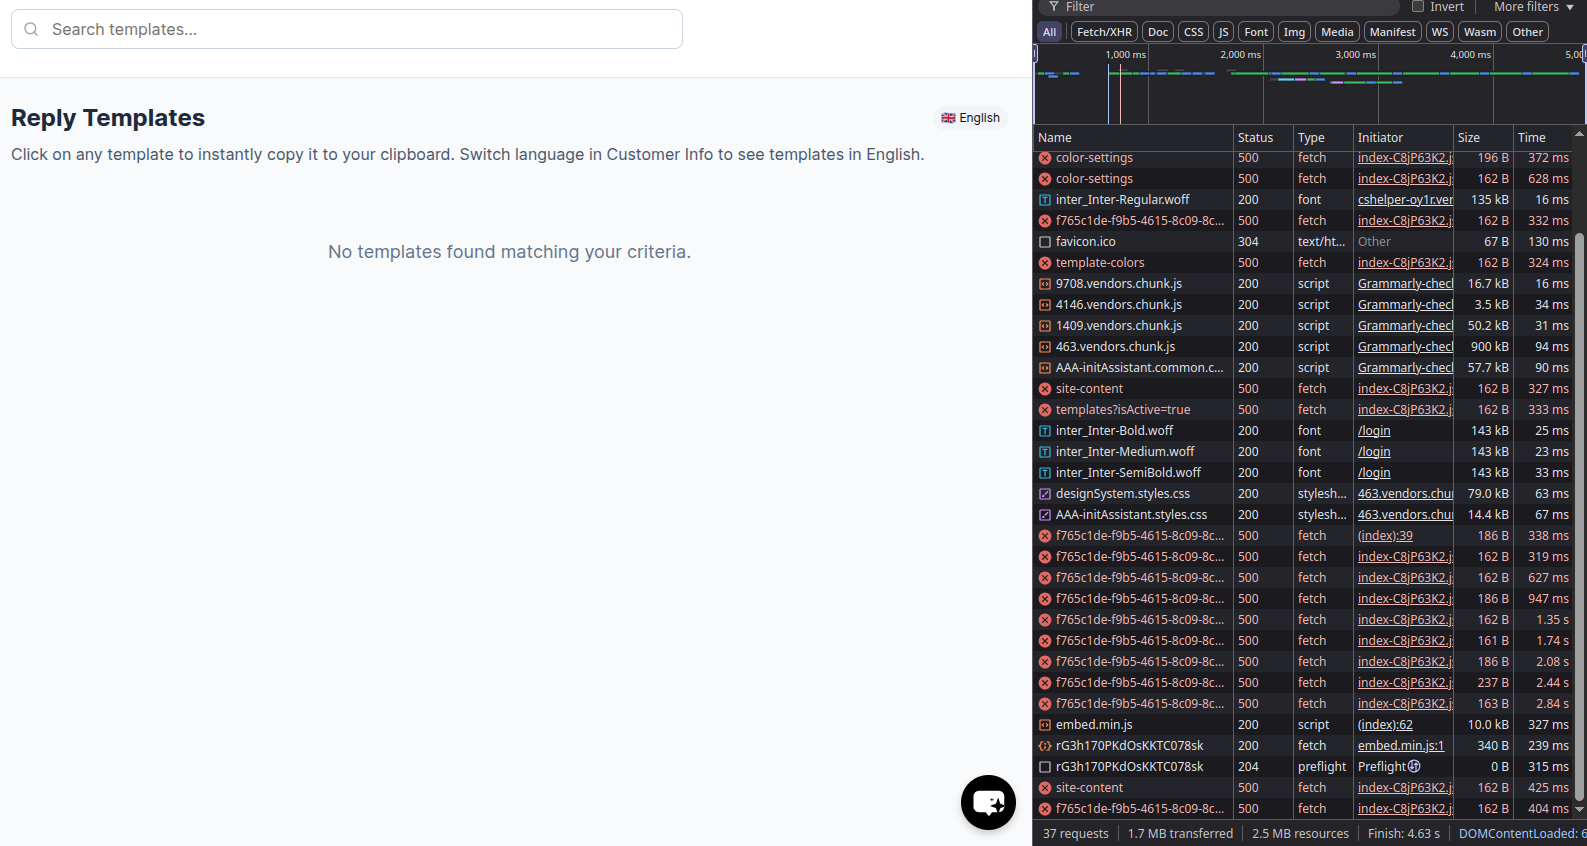 Search templates...
Reply Templates
🇬🇧 English
Click on any template to instantly copy it to your clipboard. Switch language in Customer Info to see templates in English.
No templates found matching your criteria.
Filter Invert More filters
All Fetch/XHR Doc CSS JS Font Img Media Manifest WS Wasm Other
1,000 ms 2,000 ms 3,000 ms 4,000 ms 5,00
Name Status Type Initiator Size Time
color-settings 500 fetch index-C8jP63K2.j 196 B 372 ms
color-settings 500 fetch index-C8jP63K2.j 162 B 628 ms
inter_Inter-Regular.woff 200 font cshelper-oy1r.ver 135 kB 16 ms
f765c1de-f9b5-4615-8c09-8c... 500 fetch index-C8jP63K2.j 162 B 332 ms
favicon.ico 304 text/ht... Other 67 B 130 ms
template-colors 500 fetch index-C8jP63K2.j 162 B 324 ms
9708.vendors.chunk.js 200 script Grammarly-checl 16.7 kB 16 ms
4146.vendors.chunk.js 200 script Grammarly-checl 3.5 kB 34 ms
1409.vendors.chunk.js 200 script Grammarly-checl 50.2 kB 31 ms
463.vendors.chunk.js 200 script Grammarly-checl 900 kB 94 ms
AAA-initAssistant.common.c... 200 script Grammarly-checl 57.7 kB 90 ms
site-content 500 fetch index-C8jP63K2.j 162 B 327 ms
templates?isActive=true 500 fetch index-C8jP63K2.j 162 B 333 ms
inter_Inter-Bold.woff 200 font /login 143 kB 25 ms
inter_Inter-Medium.woff 200 font /login 143 kB 23 ms
inter_Inter-SemiBold.woff 200 font /login 143 kB 33 ms
designSystem.styles.css 200 stylesh... 463.vendors.chu 79.0 kB 63 ms
AAA-initAssistant.styles.css 200 stylesh... 463.vendors.chu 14.4 kB 67 ms
f765c1de-f9b5-4615-8c09-8c... 500 fetch (index):39 186 B 338 ms
f765c1de-f9b5-4615-8c09-8c... 500 fetch index-C8jP63K2.j 162 B 319 ms
f765c1de-f9b5-4615-8c09-8c... 500 fetch index-C8jP63K2.j 162 B 627 ms
f765c1de-f9b5-4615-8c09-8c... 500 fetch index-C8jP63K2.j 186 B 947 ms
f765c1de-f9b5-4615-8c09-8c... 500 fetch index-C8jP63K2.j 162 B 1.35 s
f765c1de-f9b5-4615-8c09-8c... 500 fetch index-C8jP63K2.j 161 B 1.74 s
f765c1de-f9b5-4615-8c09-8c... 500 fetch index-C8jP63K2.j 186 B 2.08 s
f765c1de-f9b5-4615-8c09-8c... 500 fetch index-C8jP63K2.j 237 B 2.44 s
f765c1de-f9b5-4615-8c09-8c... 500 fetch index-C8jP63K2.j 163 B 2.84 s
embed.min.js 200 script (index):62 10.0 kB 327 ms
rG3h170PKdOsKKTC078sk 200 fetch embed.min.js:1 340 B 239 ms
rG3h170PKdOsKKTC078sk 204 preflight Preflight 0 B 315 ms
site-content 500 fetch index-C8jP63K2.j 162 B 425 ms
f765c1de-f9b5-4615-8c09-8c... 500 fetch index-C8jP63K2.j 162 B 404 ms
37 requests 1.7 MB transferred 2.5 MB resources Finish: 4.63 s DOMContentLoaded: 6